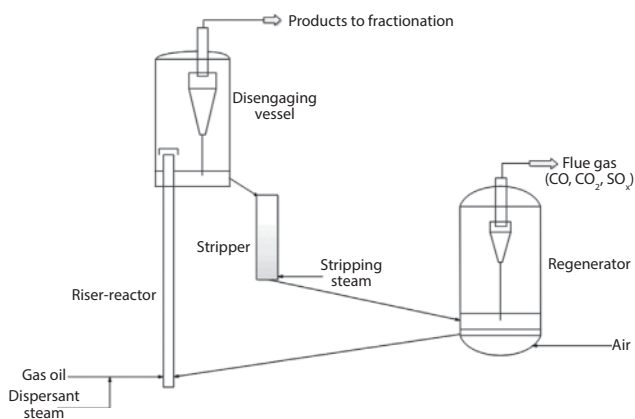 Products to fractionation
Disengaging
vessel
Flue gas
(CO, CO₂, SOₓ)
Stripper
Stripping
steam
Regenerator
Riser-reactor
Air
Gas oil
Dispersant
steam